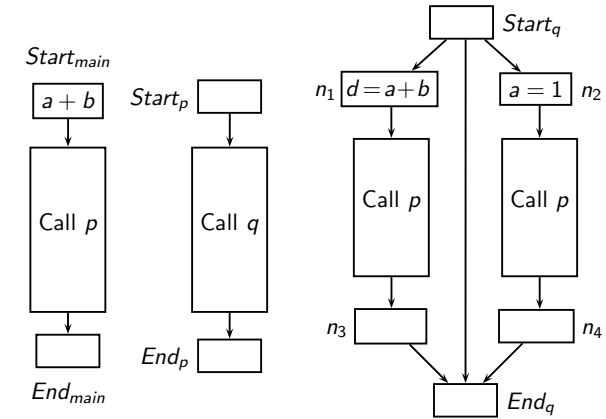 Start_main
a + b
Call p
End_main
Start_p
Call q
End_p
Start_q
n_1 d = a+b
a = 1 n_2
Call p
Call p
n_3
n_4
End_q